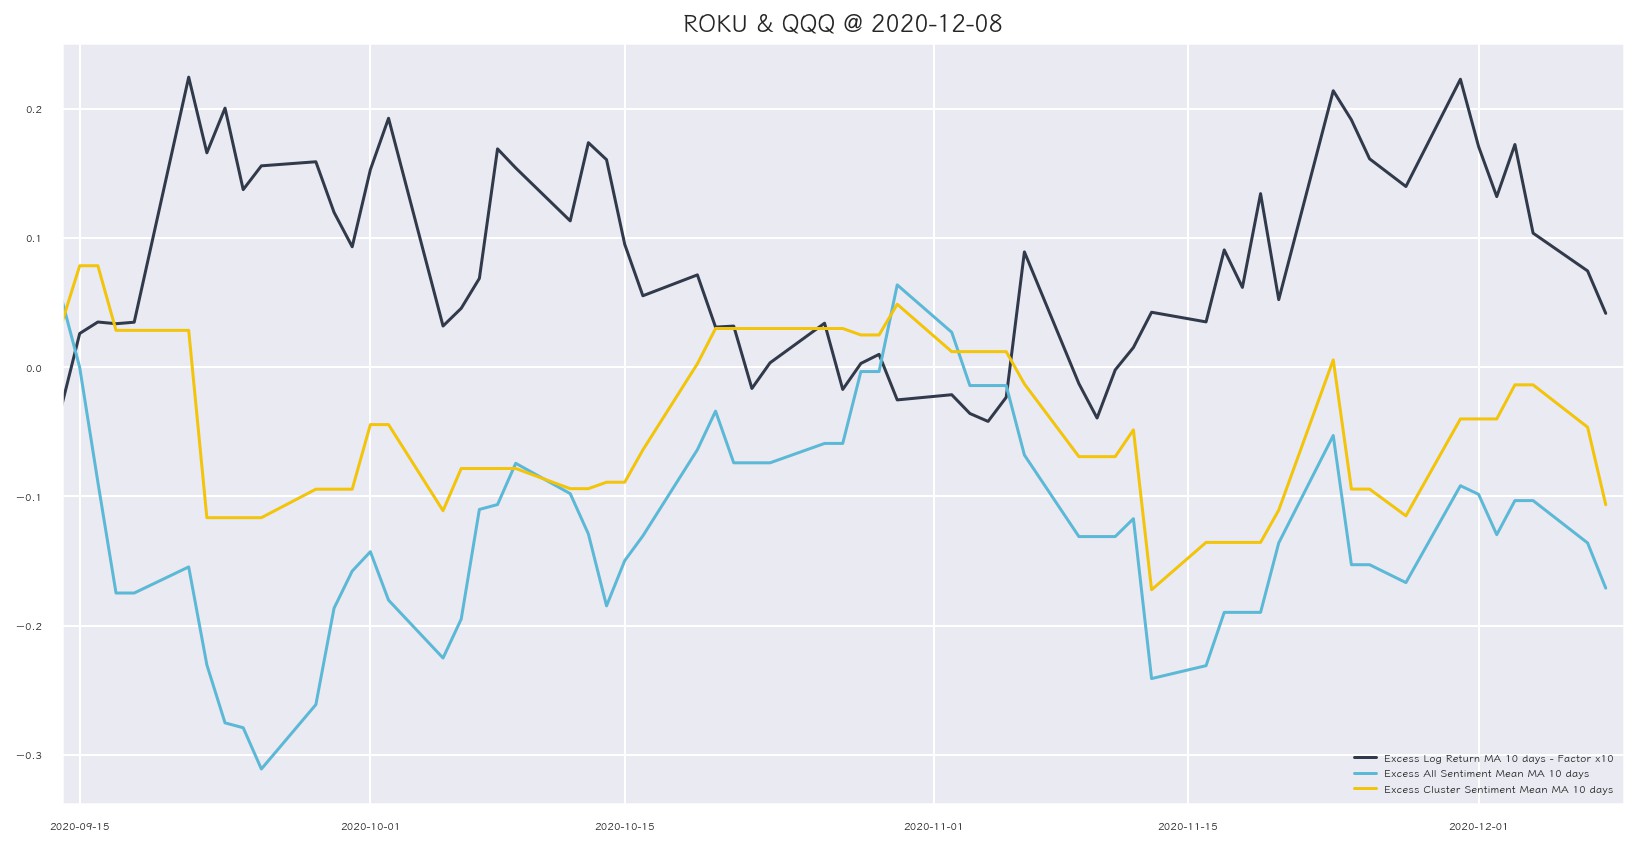 ROKU & QQQ @ 2020-12-08
0.2
0.1
0.0
−0.1
−0.2
−0.3
Excess Log Return MA 10 days - Factor x10
Excess All Sentiment Mean MA 10 days
Excess Cluster Sentiment Mean MA 10 days
2020-09-15 2020-10-01 2020-10-15 2020-11-01 2020-11-15 2020-12-01